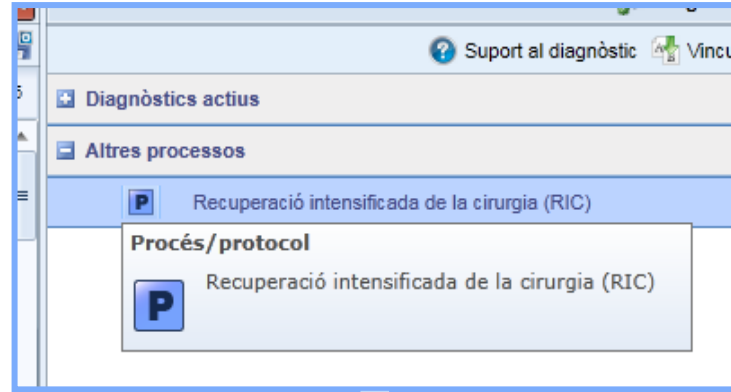 Suport al diagnòstic
Diagnòstics actius
Altres processos
P Recuperació intensificada de la cirurgia (RIC)
Procés/protocol
P Recuperació intensificada de la cirurgia (RIC)